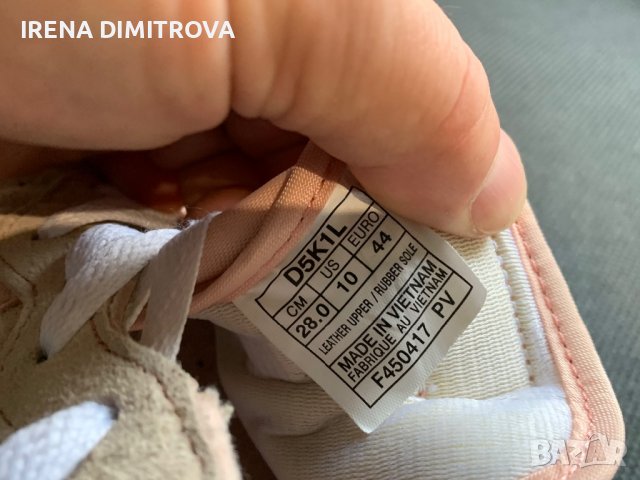 IRENA DIMITROVA
D5K1L
CM US EURO
28.0 10 44
LEATHER UPPER / RUBBER SOLE
MADE IN VIETNAM
FABRIQUE AU VIETNAM
F450417 PV
BAZAR